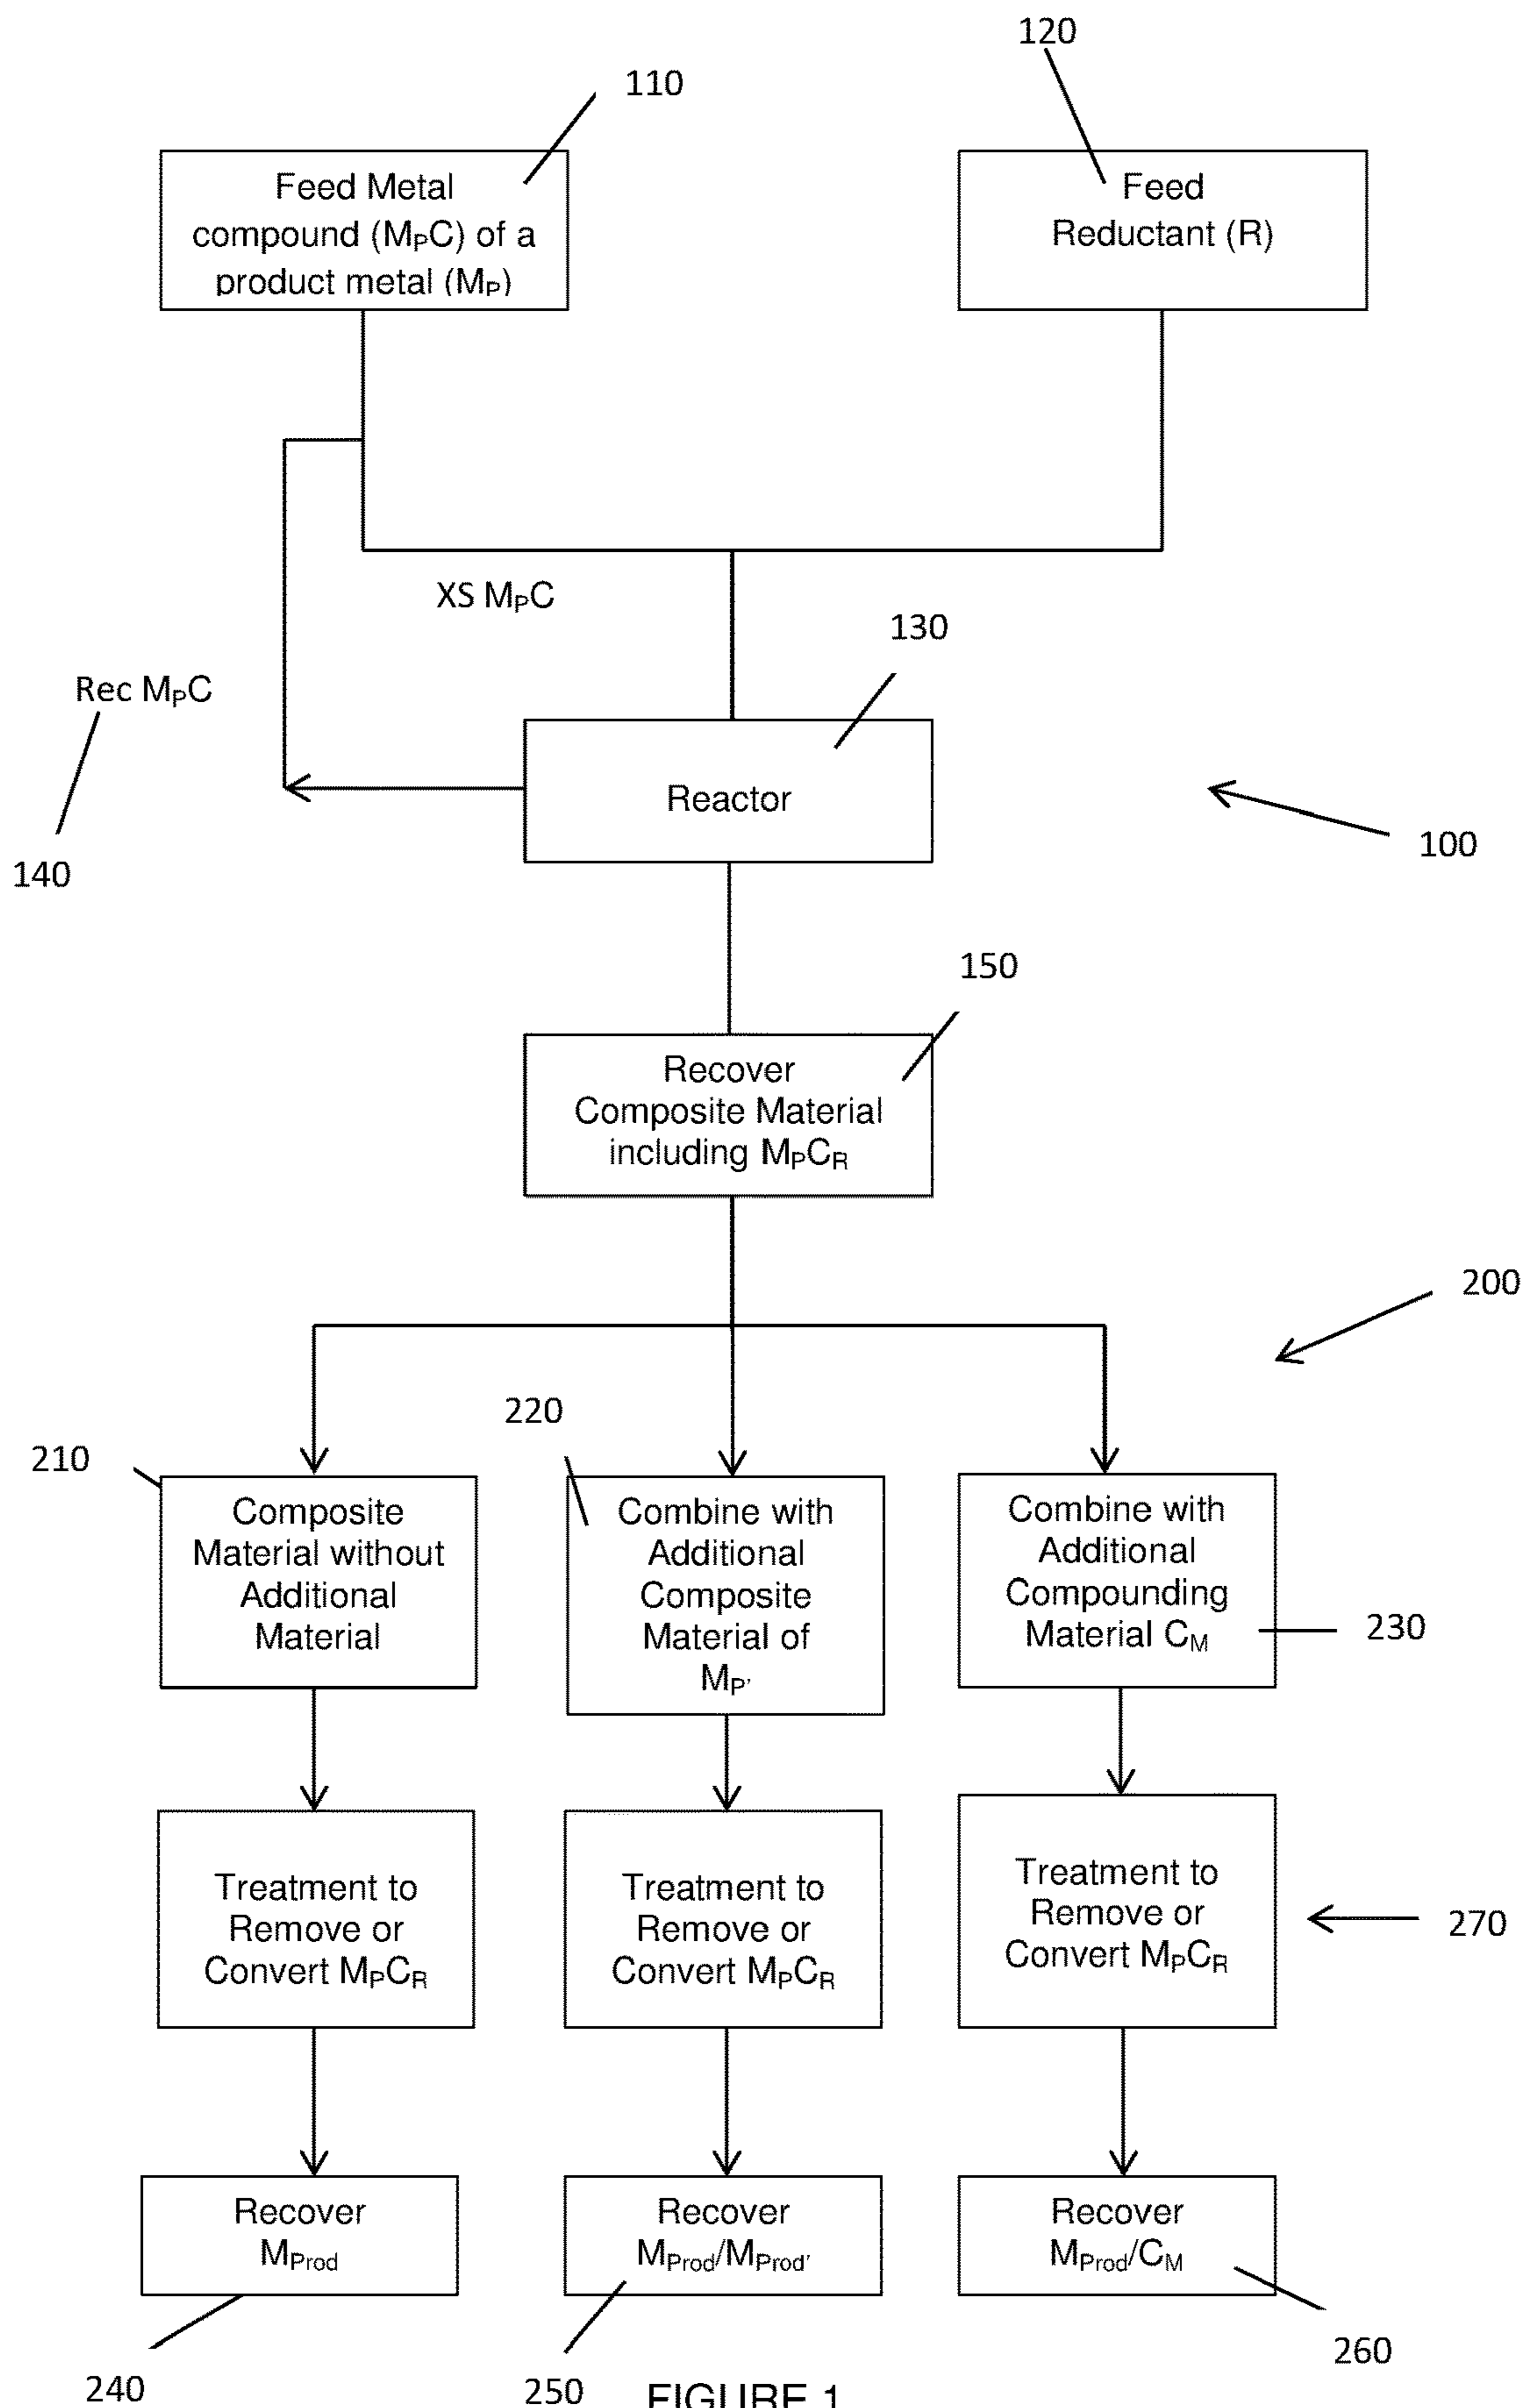 120
110
Feed Metal
compound (MPC) of a
product metal (MP)
Feed
Reductant (R)
XS MPC
130
Rec MPC
Reactor
100
140
150
Recover
Composite Material
including MPCR
200
220
210
Composite
Material without
Additional
Material
Combine with
Additional
Composite
Material of
MP'
Combine with
Additional
Compounding
Material CM
230
Treatment to
Remove or
Convert MPCR
Treatment to
Remove or
Convert MPCR
Treatment to
Remove or
Convert MPCR
270
Recover
MProd
Recover
MProd/MProd'
Recover
MProd/CM
260
240
250
FIGURE 1